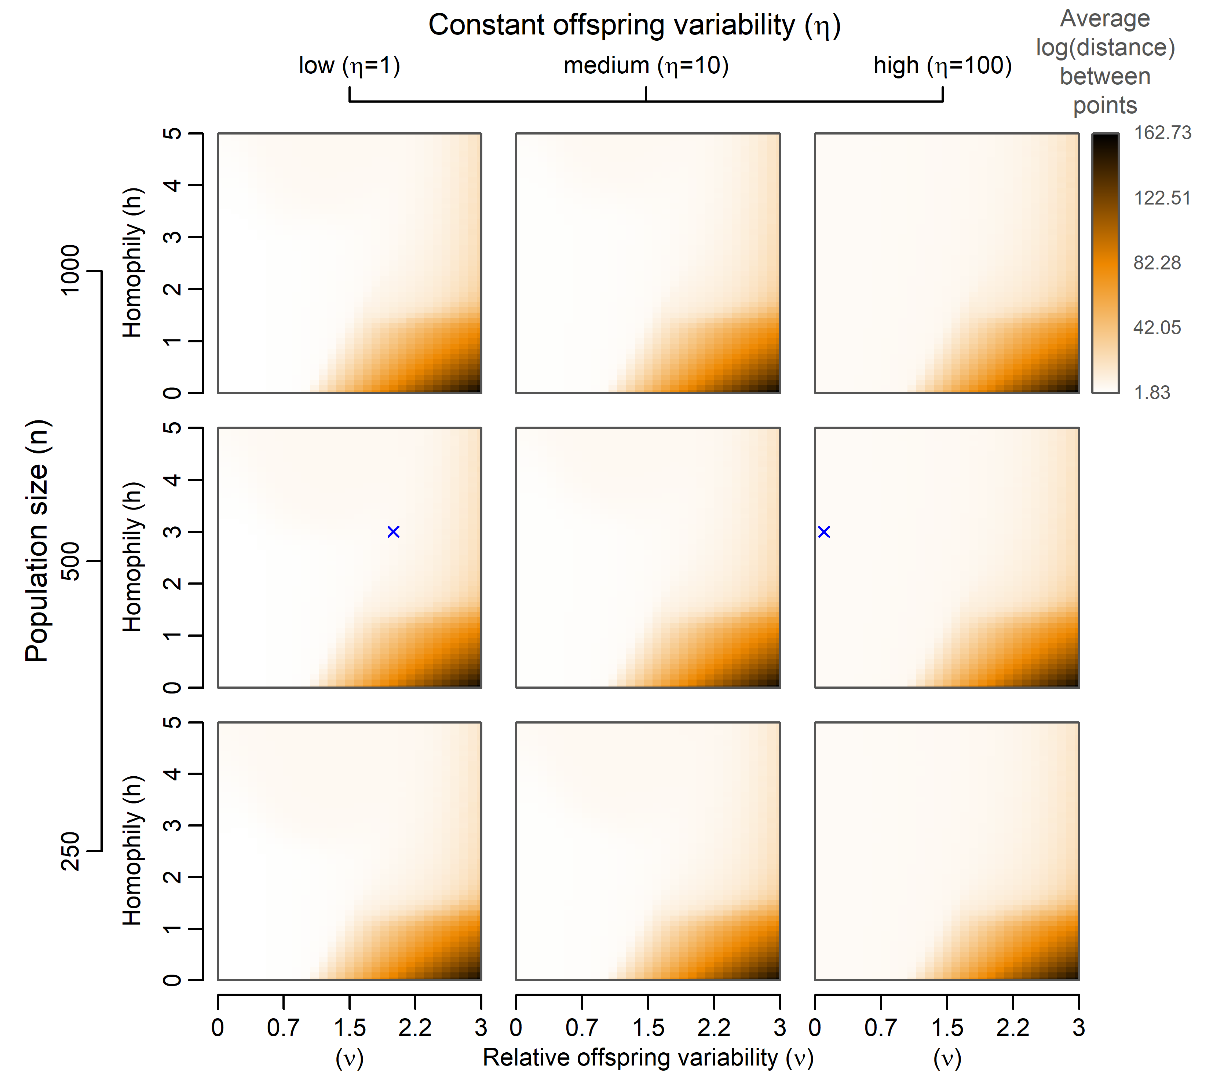 Constant offspring variability (η)
low (η=1)
medium (η=10)
high (η=100)
Average
log(distance)
between
points
162.73
122.51
82.28
42.05
1.83
Population size (n)
1000
500
250
Homophily (h)
5
4
3
2
1
0
Homophily (h)
5
4
3
2
1
0
Homophily (h)
5
4
3
2
1
0
0 0.7 1.5 2.2 3
0 0.7 1.5 2.2 3
0 0.7 1.5 2.2 3
(ν)
Relative offspring variability (ν)
(ν)